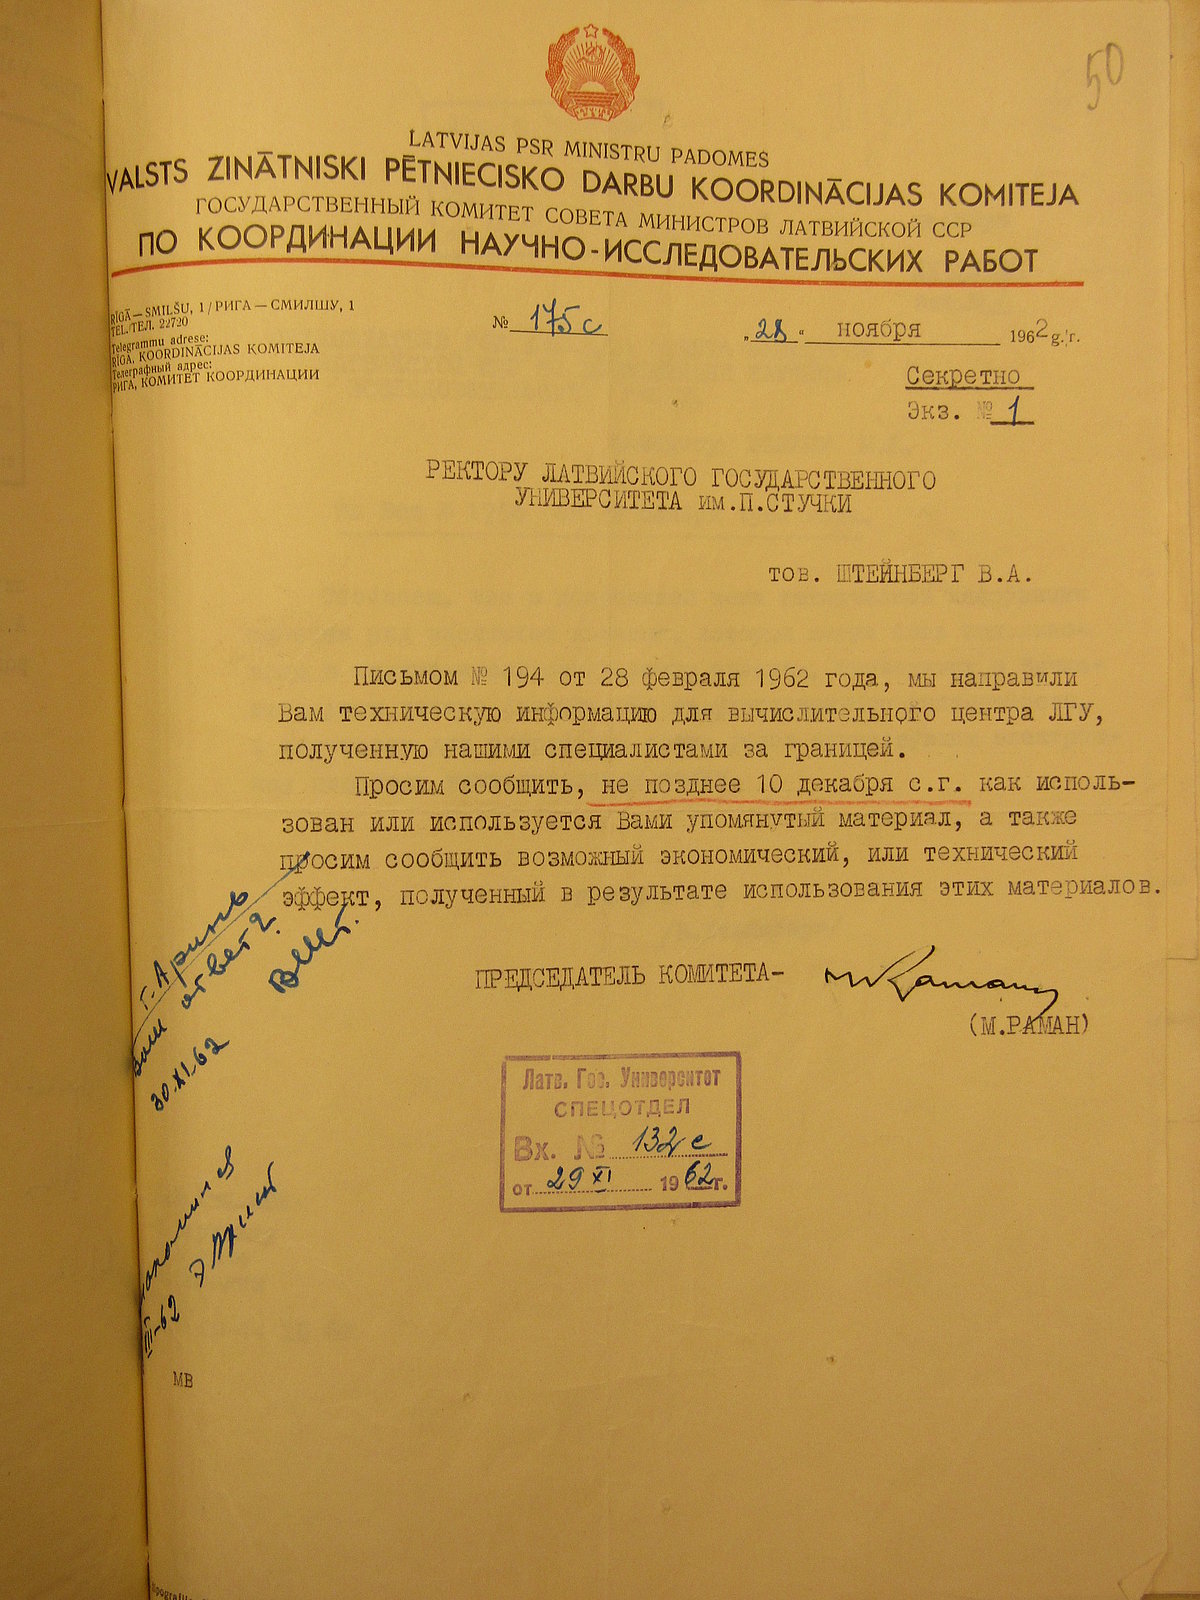 50
LATVIJAS PSR MINISTRU PADOMES
VALSTS ZINĀTNISKI PĒTNIECISKO DARBU KOORDINĀCIJAS KOMITEJA
ГОСУДАРСТВЕННЫЙ КОМИТЕТ СОВЕТА МИНИСТРОВ ЛАТВИЙСКОЙ ССР
ПО КООРДИНАЦИИ НАУЧНО-ИССЛЕДОВАТЕЛЬСКИХ РАБОТ
RĪGĀ — SMILŠU, 1 / РИГА — СМИЛШУ, 1
TEL./ТЕЛ. 22720
Telegrammu adrese:
RĪGA, KOORDINĀCIJAS KOMITEJA
Телеграфный адрес:
РИГА, КОМИТЕТ КООРДИНАЦИИ
№ 175с
„28" ноября 1962 g./г.
Секретно
Экз. № 1
РЕКТОРУ ЛАТВИЙСКОГО ГОСУДАРСТВЕННОГО
УНИВЕРСИТЕТА им.П.СТУЧКИ
тов. ШТЕЙНБЕРГ В.А.
Письмом № 194 от 28 февраля 1962 года, мы направили
Вам техническую информацию для вычислительного центра ЛГУ,
полученную нашими специалистами за границей.
Просим сообщить, не позднее 10 декабря с.г. как исполь-
зован или используется Вами упомянутый материал, а также
просим сообщить возможный экономический, или технический
эффект, полученный в результате использования этих материалов.
ПРЕДСЕДАТЕЛЬ КОМИТЕТА-
(М.РАМАН)
т. Аринь
ваш ответ?
30.XI.62
Латв. Гос. Университет
СПЕЦОТДЕЛ
Вх. № 132с
от 29 XI 1962 г.
III-62
МВ